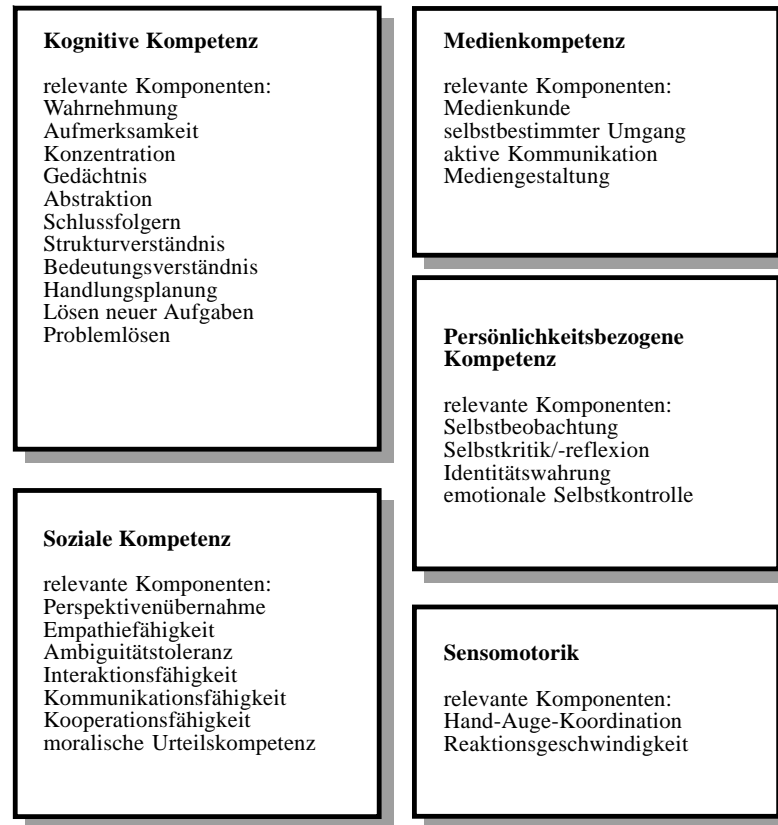 Kognitive Kompetenz
relevante Komponenten:
Wahrnehmung
Aufmerksamkeit
Konzentration
Gedächtnis
Abstraktion
Schlussfolgern
Strukturverständnis
Bedeutungsverständnis
Handlungsplanung
Lösen neuer Aufgaben
Problemlösen
Soziale Kompetenz
relevante Komponenten:
Perspektivenübernahme
Empathiefähigkeit
Ambiguitätstoleranz
Interaktionsfähigkeit
Kommunikationsfähigkeit
Kooperationsfähigkeit
moralische Urteilskompetenz
Medienkompetenz
relevante Komponenten:
Medienkunde
selbstbestimmter Umgang
aktive Kommunikation
Mediengestaltung
Persönlichkeitsbezogene
Kompetenz
relevante Komponenten:
Selbstbeobachtung
Selbstkritik/-reflexion
Identitätswahrung
emotionale Selbstkontrolle
Sensomotorik
relevante Komponenten:
Hand-Auge-Koordination
Reaktionsgeschwindigkeit